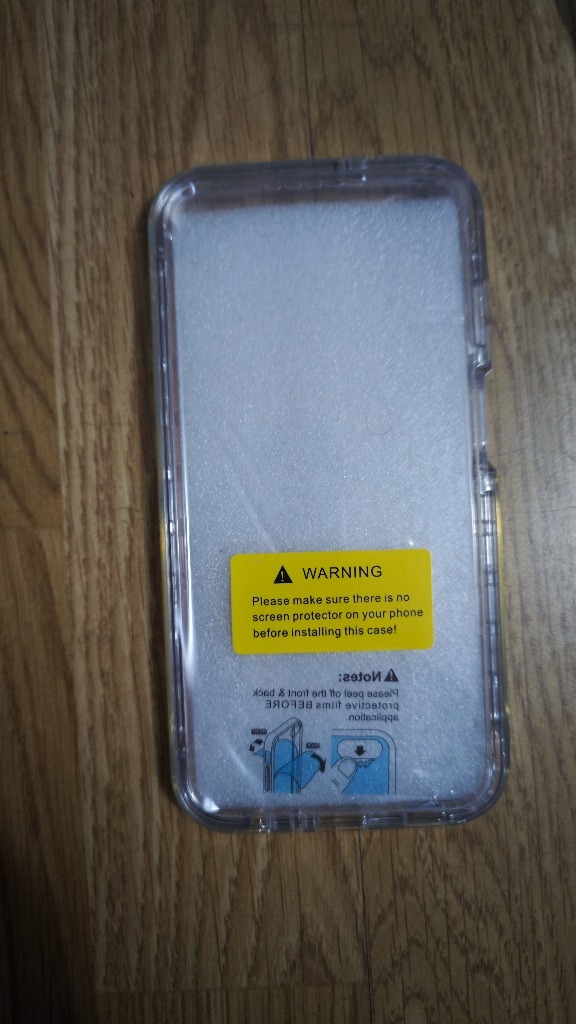 WARNING
Please make sure there is no
screen protector on your phone
before installing this case!
Notes:
Please peel off the front & back
protective films BEFORE
application.